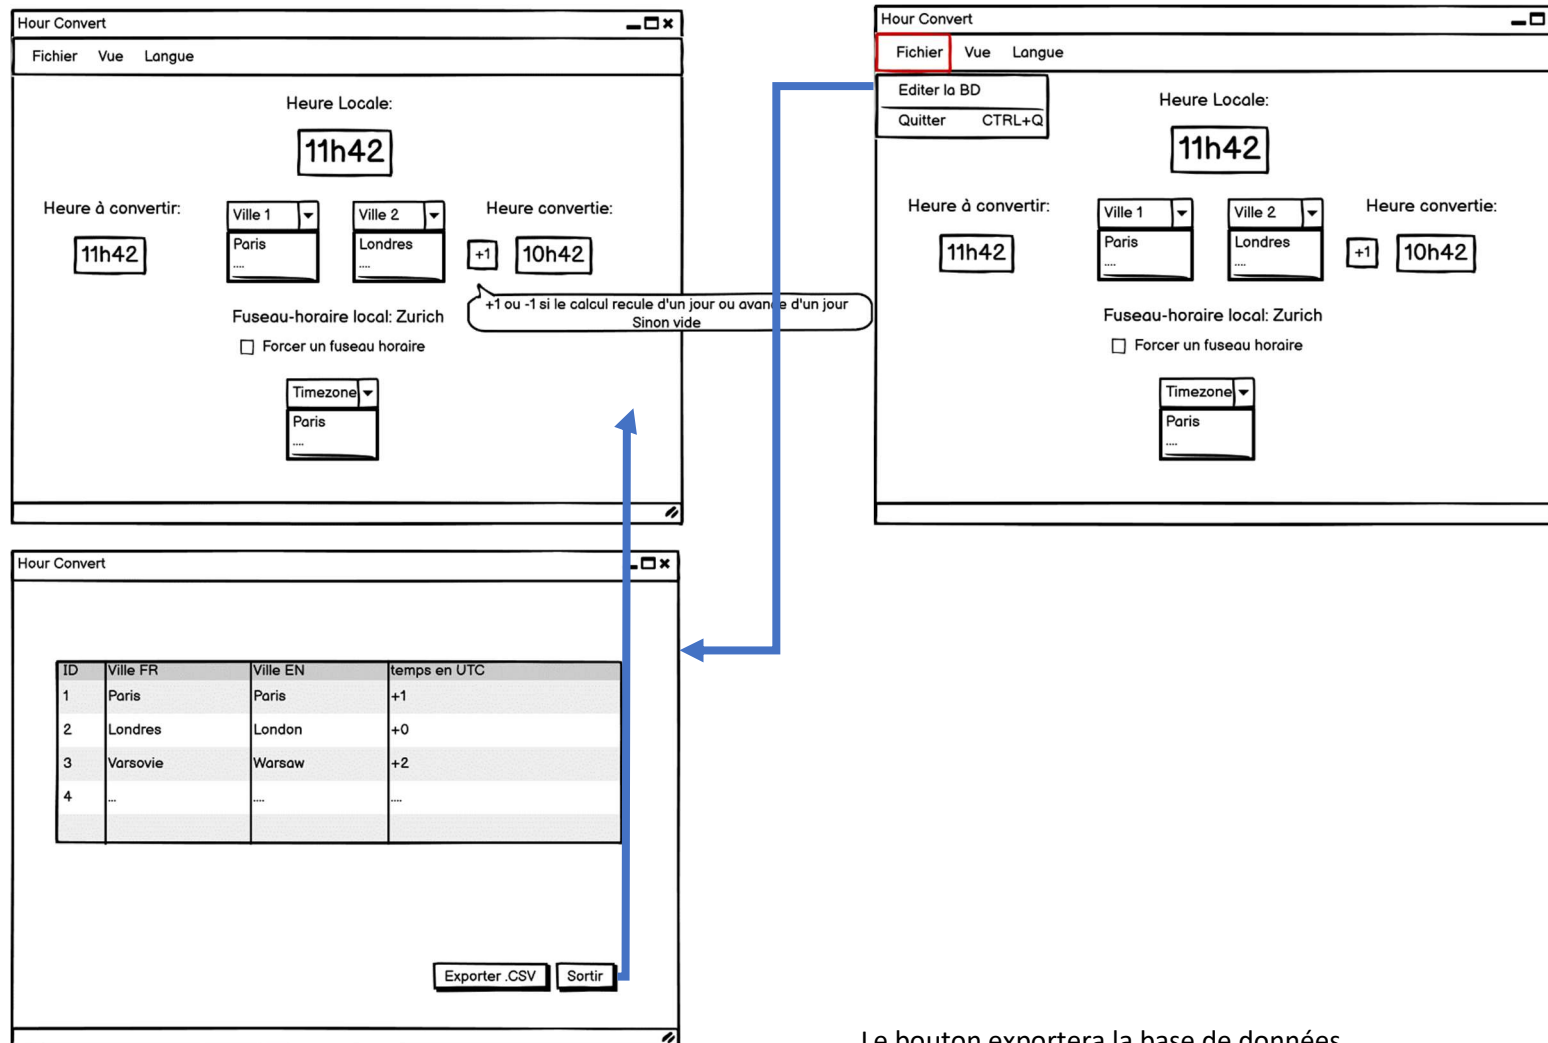 Hour Convert
Fichier Vue Langue
Heure Locale:
11h42
Heure à convertir:
Ville 1
Ville 2
Heure convertie:
11h42
Paris
....
Londres
....
+1
10h42
+1 ou -1 si le calcul recule d'un jour ou avance d'un jour
Sinon vide
Fuseau-horaire local: Zurich
Forcer un fuseau horaire
Timezone
Paris
....
Hour Convert
Fichier Vue Langue
Editer la BD
Quitter CTRL+Q
Heure Locale:
11h42
Heure à convertir:
Ville 1
Ville 2
Heure convertie:
11h42
Paris
....
Londres
....
+1
10h42
Fuseau-horaire local: Zurich
Forcer un fuseau horaire
Timezone
Paris
....
Hour Convert
ID Ville FR Ville EN temps en UTC
1 Paris Paris +1
2 Londres London +0
3 Varsovie Warsaw +2
4 ... .... ....
Exporter .CSV Sortir
Le bouton exportera la base de données